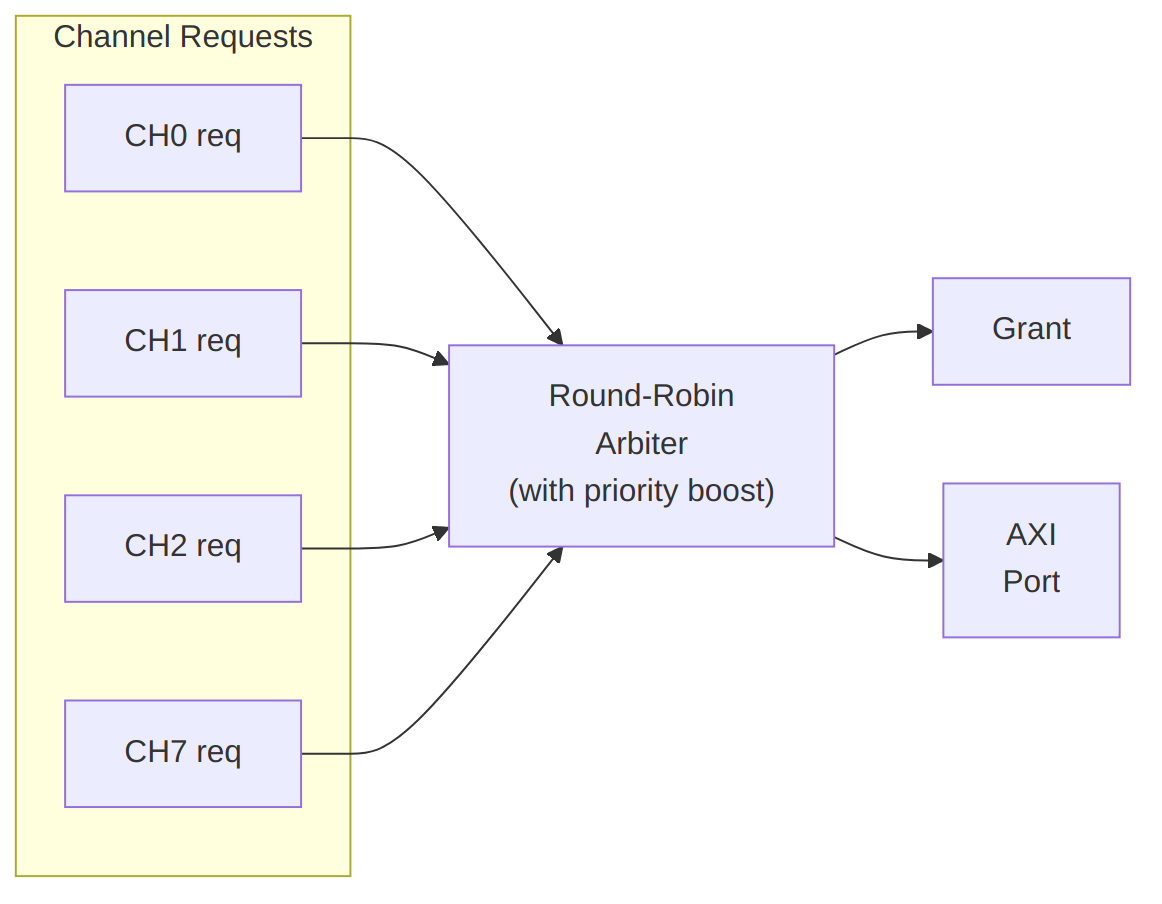 Channel Requests
CH0 req
CH1 req
CH2 req
CH7 req
Round-Robin
Arbiter
(with priority boost)
Grant
AXI
Port